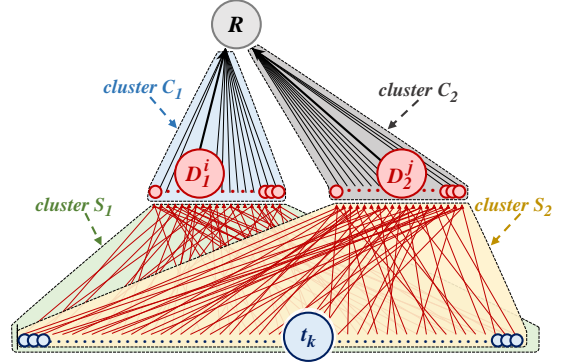 R
cluster C₁
cluster C₂
D₁ⁱ
D₂ʲ
cluster S₁
cluster S₂
tₖ